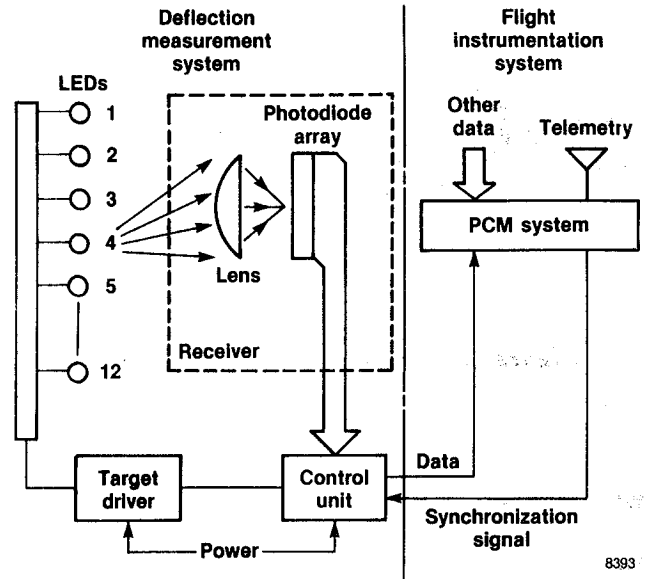 Deflection
measurement
system
Flight
instrumentation
system
LEDs
1
2
3
4
5
12
Photodiode
array
Lens
Receiver
Other
data
Telemetry
PCM system
Target
driver
Control
unit
Data
Synchronization
signal
Power
8393